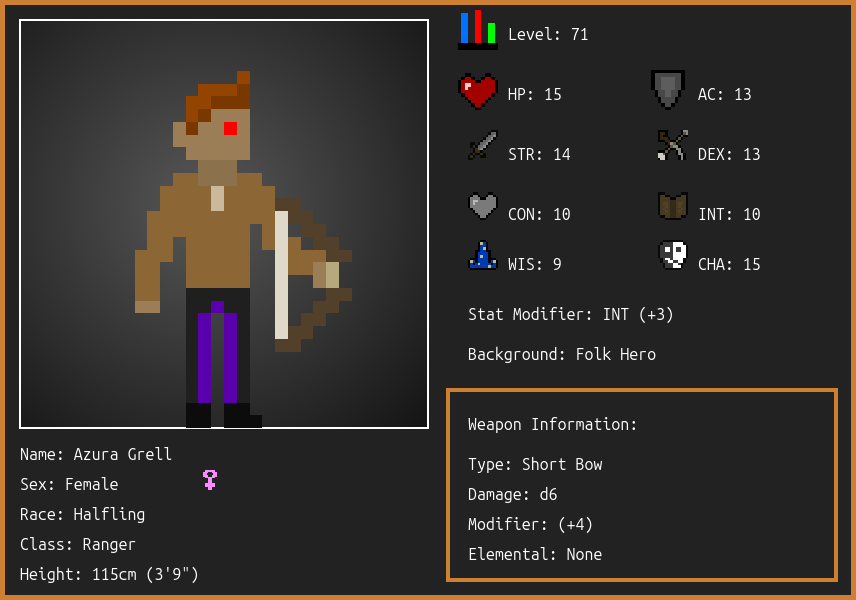 Level: 71
HP: 15
AC: 13
STR: 14
DEX: 13
CON: 10
INT: 10
WIS: 9
CHA: 15
Stat Modifier: INT (+3)
Background: Folk Hero
Weapon Information:
Type: Short Bow
Damage: d6
Modifier: (+4)
Elemental: None
Name: Azura Grell
Sex: Female
Race: Halfling
Class: Ranger
Height: 115cm (3'9")